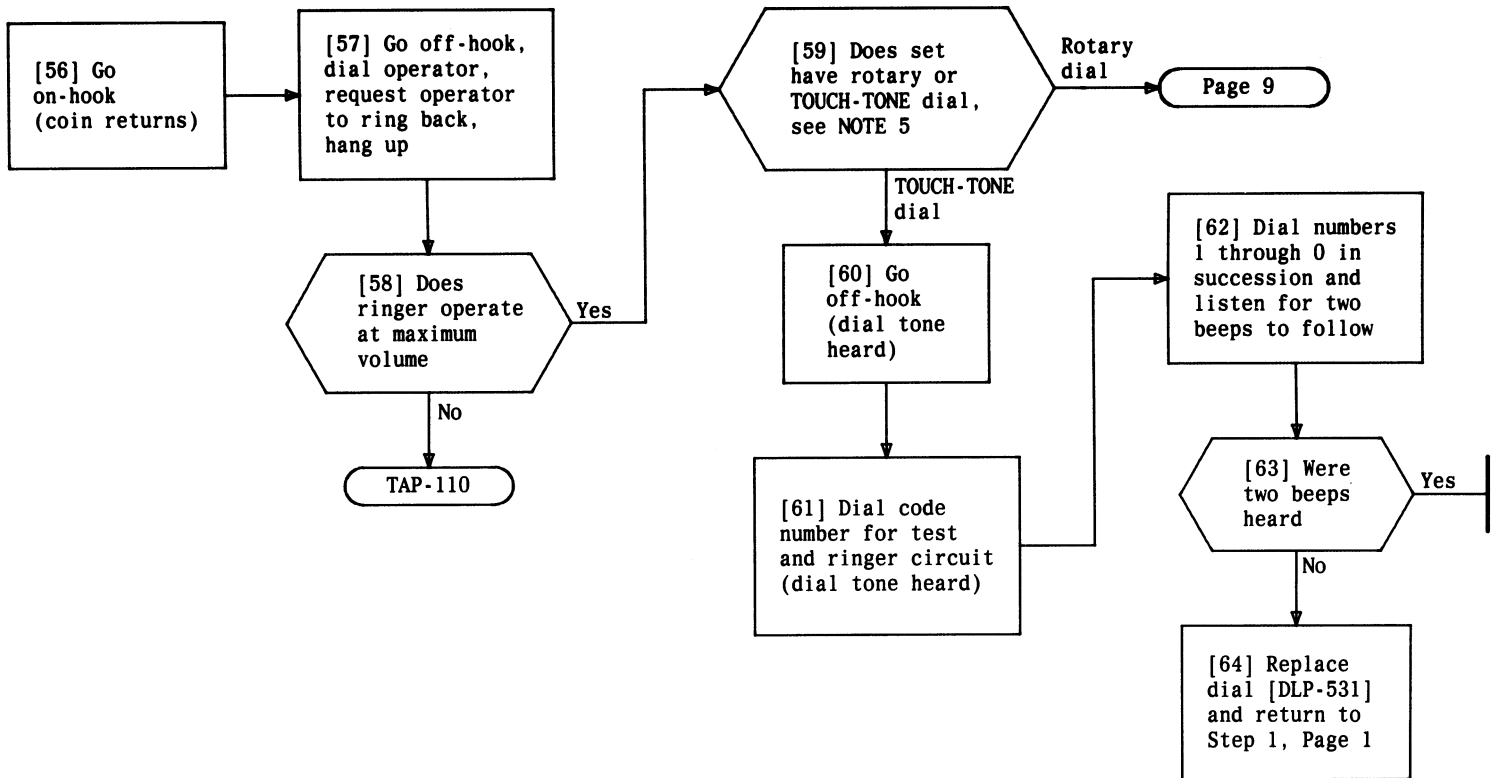 [56] Go
on-hook
(coin returns)
[57] Go off-hook,
dial operator,
request operator
to ring back,
hang up
[58] Does
ringer operate
at maximum
volume
Yes
No
TAP-110
[59] Does set
have rotary or
TOUCH-TONE dial,
see NOTE 5
Rotary
dial
Page 9
TOUCH-TONE
dial
[60] Go
off-hook
(dial tone
heard)
[61] Dial code
number for test
and ringer circuit
(dial tone heard)
[62] Dial numbers
1 through 0 in
succession and
listen for two
beeps to follow
[63] Were
two beeps
heard
Yes
No
[64] Replace
dial [DLP-531]
and return to
Step 1, Page 1